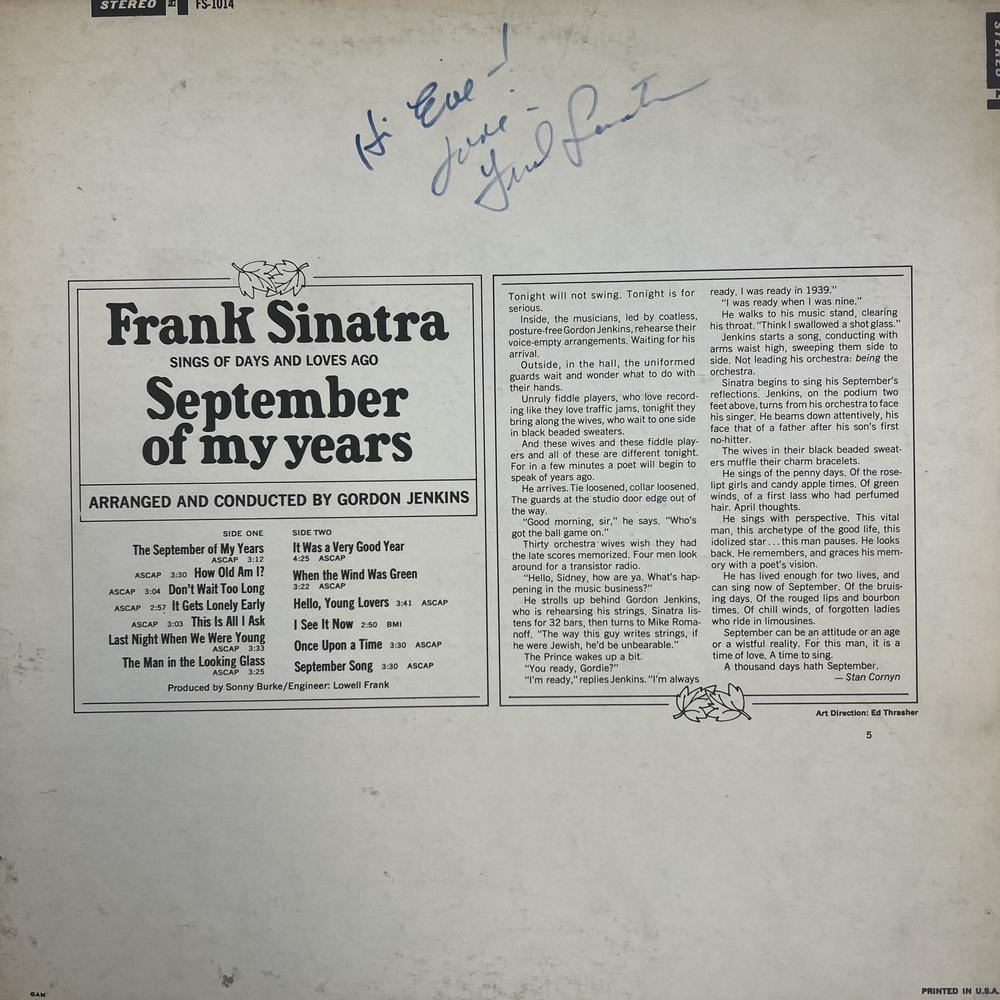 STEREO
FS-1014
STEREO
Hi Eve!
Love -
Frank Sinatra
Frank Sinatra
SINGS OF DAYS AND LOVES AGO
September
of my years
ARRANGED AND CONDUCTED BY GORDON JENKINS
SIDE ONE
The September of My Years
ASCAP 3:12
ASCAP 3:30 How Old Am I?
ASCAP 3:04 Don't Wait Too Long
ASCAP 2:57 It Gets Lonely Early
ASCAP 3:03 This Is All I Ask
Last Night When We Were Young
ASCAP 3:33
The Man in the Looking Glass
ASCAP 3:25
SIDE TWO
It Was a Very Good Year
4:25 ASCAP
When the Wind Was Green
3:22 ASCAP
Hello, Young Lovers 3:41 ASCAP
I See It Now 2:50 BMI
Once Upon a Time 3:30 ASCAP
September Song 3:30 ASCAP
Produced by Sonny Burke/Engineer: Lowell Frank
Tonight will not swing. Tonight is for
serious.
Inside, the musicians, led by coatless,
posture-free Gordon Jenkins, rehearse their
voice-empty arrangements. Waiting for his
arrival.
Outside, in the hall, the uniformed
guards wait and wonder what to do with
their hands.
Unruly fiddle players, who love record-
ing like they love traffic jams, tonight they
bring along the wives, who wait to one side
in black beaded sweaters.
And these wives and these fiddle play-
ers and all of these are different tonight.
For in a few minutes a poet will begin to
speak of years ago.
He arrives. Tie loosened, collar loosened.
The guards at the studio door edge out of
the way.
"Good morning, sir," he says. "Who's
got the ball game on."
Thirty orchestra wives wish they had
the late scores memorized. Four men look
around for a transistor radio.
"Hello, Sidney, how are ya. What's hap-
pening in the music business?"
He strolls up behind Gordon Jenkins,
who is rehearsing his strings. Sinatra lis-
tens for 32 bars, then turns to Mike Roma-
noff. "The way this guy writes strings, if
he were Jewish, he'd be unbearable."
The Prince wakes up a bit.
"You ready, Gordie?"
"I'm ready," replies Jenkins. "I'm always
ready. I was ready in 1939."
"I was ready when I was nine."
He walks to his music stand, clearing
his throat. "Think I swallowed a shot glass."
Jenkins starts a song, conducting with
arms waist high, sweeping them side to
side. Not leading his orchestra: being the
orchestra.
Sinatra begins to sing his September's
reflections. Jenkins, on the podium two
feet above, turns from his orchestra to face
his singer. He beams down attentively, his
face that of a father after his son's first
no-hitter.
The wives in their black beaded sweat-
ers muffle their charm bracelets.
He sings of the penny days. Of the rose-
lipt girls and candy apple times. Of green
winds, of a first lass who had perfumed
hair. April thoughts.
He sings with perspective. This vital
man, this archetype of the good life, this
idolized star... this man pauses. He looks
back. He remembers, and graces his mem-
ory with a poet's vision.
He has lived enough for two lives, and
can sing now of September. Of the bruis-
ing days. Of the rouged lips and bourbon
times. Of chill winds, of forgotten ladies
who ride in limousines.
September can be an attitude or an age
or a wistful reality. For this man, it is a
time of love. A time to sing.
A thousand days hath September.
— Stan Cornyn
Art Direction: Ed Thrasher
5
GAM
PRINTED IN U.S.A.